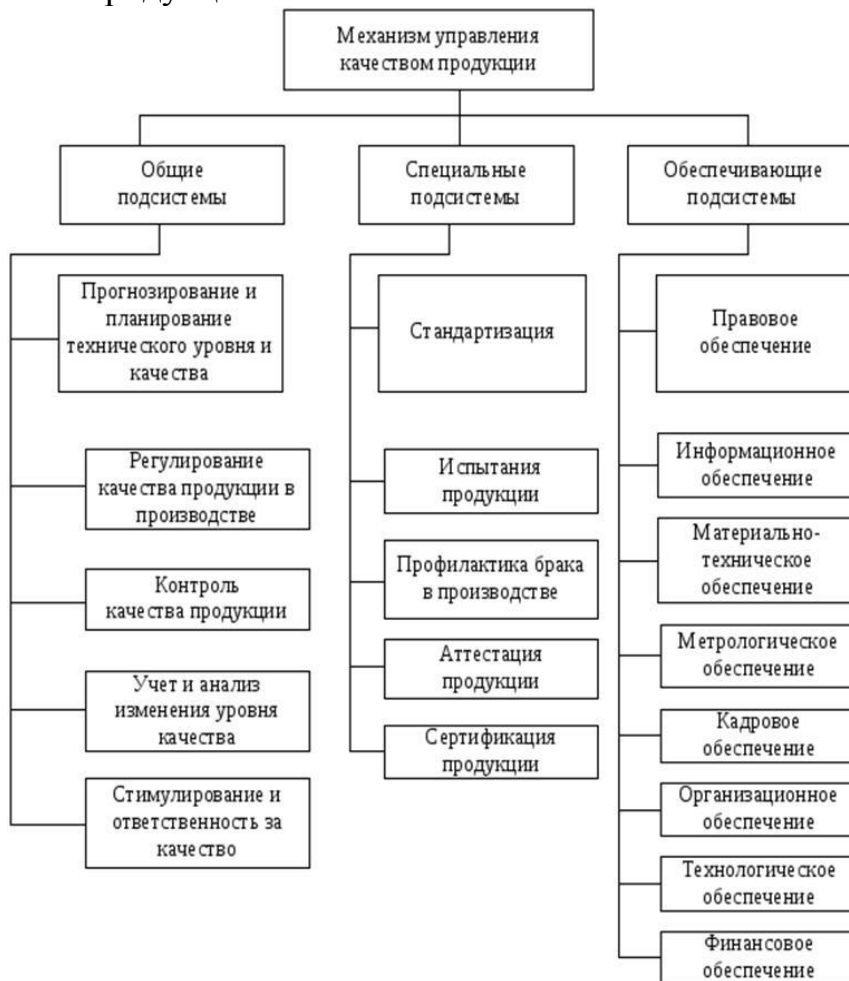 Механизм управления
качеством продукции
Общие
подсистемы
Специальные
подсистемы
Обеспечивающие
подсистемы
Прогнозирование и
планирование
технического уровня и
качества
Регулирование
качества продукции в
производстве
Контроль
качества продукции
Учет и анализ
изменения уровня
качества
Стимулирование и
ответственность за
качество
Стандартизация
Испытания
продукции
Профилактика брака
в производстве
Аттестация
продукции
Сертификация
продукции
Правовое
обеспечение
Информационное
обеспечение
Материально-
техническое
обеспечение
Метрологическое
обеспечение
Кадровое
обеспечение
Организационное
обеспечение
Технологическое
обеспечение
Финансовое
обеспечение